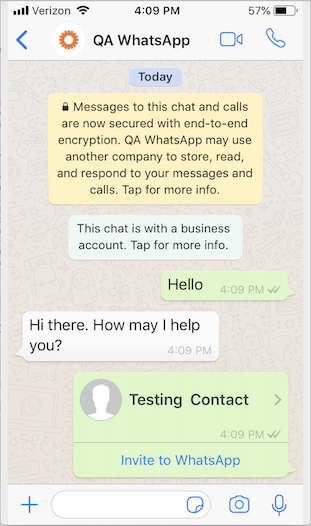 Verizon 4:09 PM 57%
QA WhatsApp
Today
Messages to this chat and calls
are now secured with end-to-end
encryption. QA WhatsApp may use
another company to store, read,
and respond to your messages and
calls. Tap for more info.
This chat is with a business
account. Tap for more info.
Hello
4:09 PM
Hi there. How may I help
you?
4:09 PM
Testing Contact
4:09 PM
Invite to WhatsApp